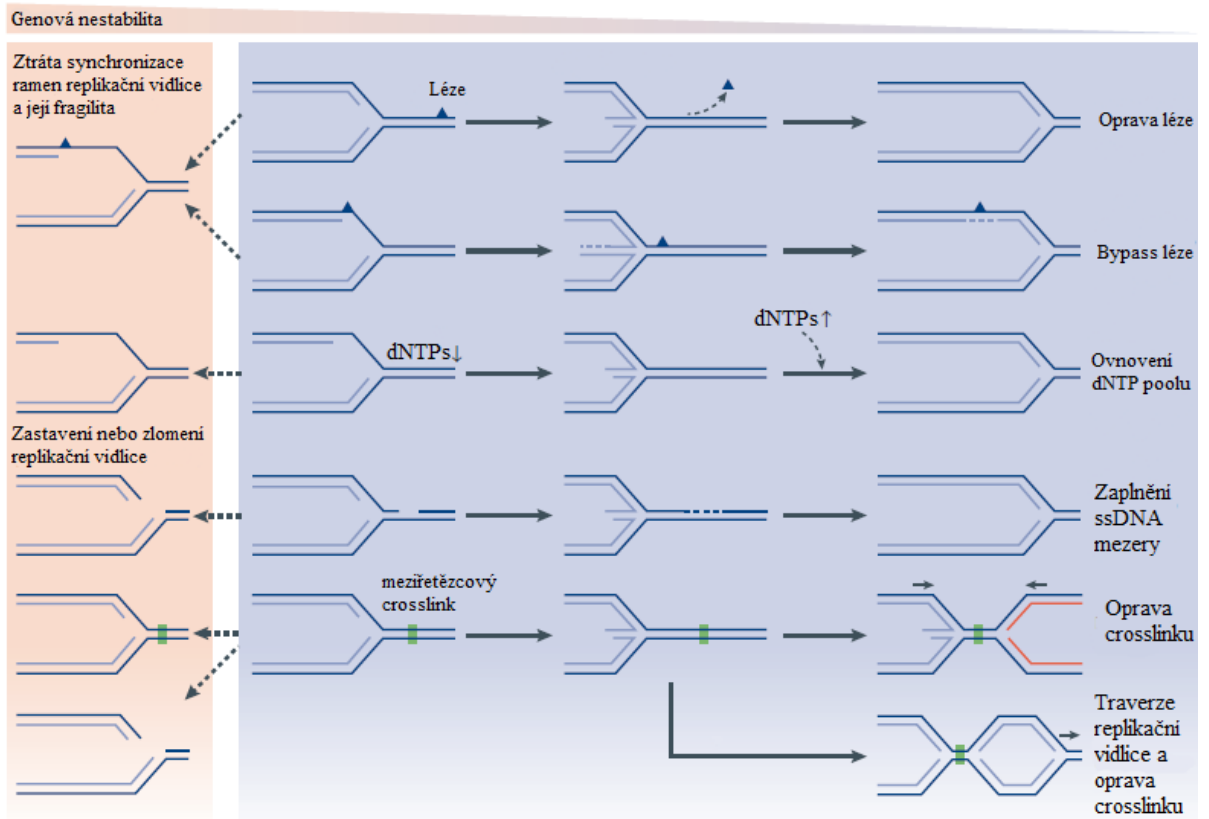 Genová nestabilita
Ztráta synchronizace
ramen replikační vidlice
a její fragilita
Léze
Oprava léze
Bypass léze
dNTPs↓
dNTPs↑
Ovnovení
dNTP poolu
Zastavení nebo zlomení
replikační vidlice
Zaplnění
ssDNA
mezery
meziřetězcový
crosslink
Oprava
crosslinku
Traverze
replikační
vidlice a
oprava
crosslinku